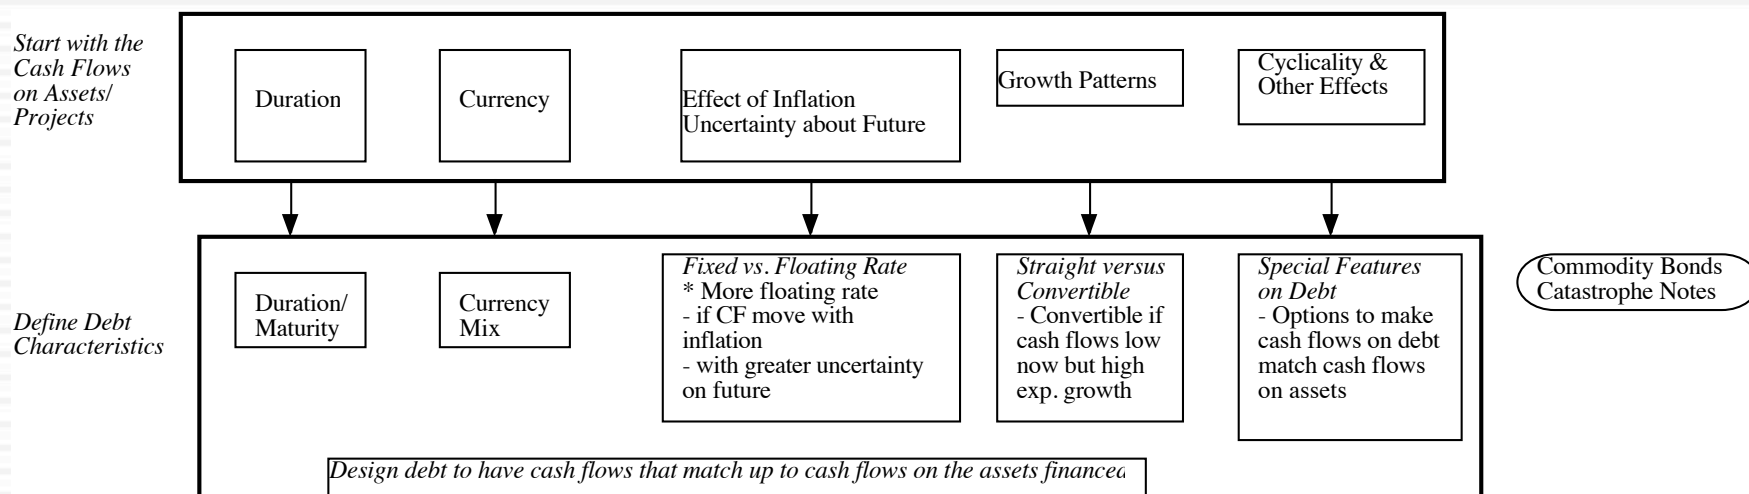 Start with the
Cash Flows
on Assets/
Projects
Duration
Currency
Effect of Inflation
Uncertainty about Future
Growth Patterns
Cyclicality &
Other Effects
Define Debt
Characteristics
Duration/
Maturity
Currency
Mix
Fixed vs. Floating Rate
* More floating rate
- if CF move with
inflation
- with greater uncertainty
on future
Straight versus
Convertible
- Convertible if
cash flows low
now but high
exp. growth
Special Features
on Debt
- Options to make
cash flows on debt
match cash flows
on assets
Commodity Bonds
Catastrophe Notes
Design debt to have cash flows that match up to cash flows on the assets financed